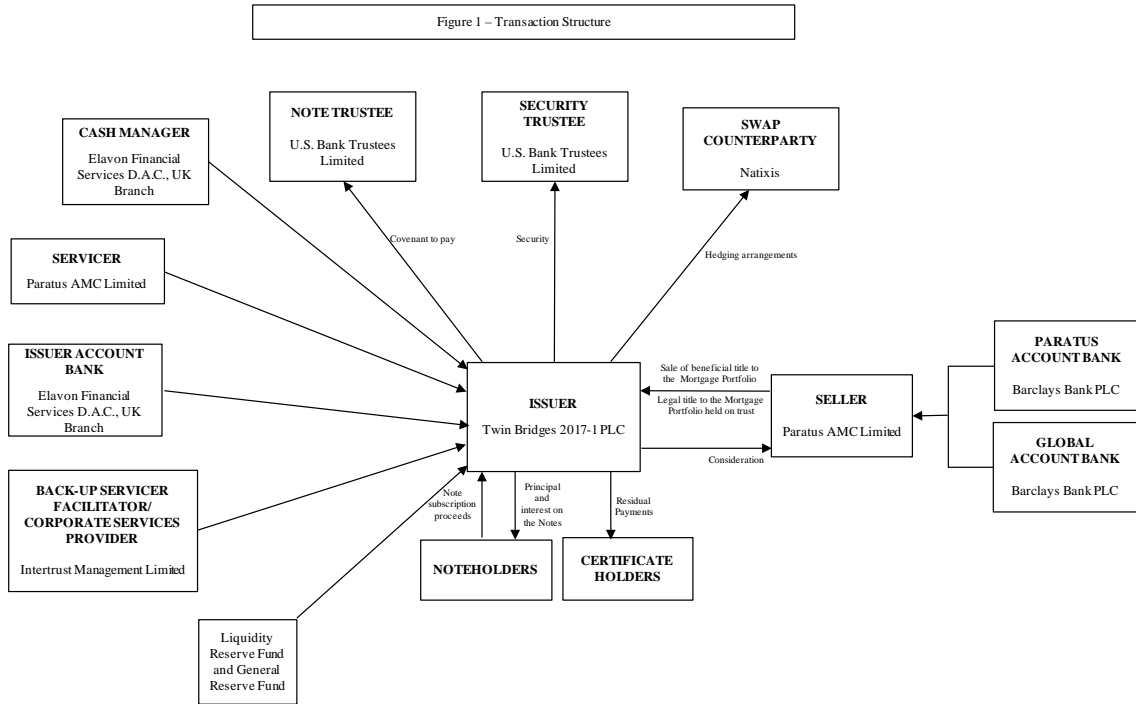 Figure 1 – Transaction Structure
NOTE TRUSTEE
U.S. Bank Trustees
Limited
SECURITY
TRUSTEE
U.S. Bank Trustees
Limited
SWAP
COUNTERPARTY
Natixis
CASH MANAGER
Elavon Financial
Services D.A.C., UK
Branch
Covenant to pay
Security
Hedging arrangements
SERVICER
Paratus AMC Limited
ISSUER ACCOUNT
BANK
Elavon Financial
Services D.A.C., UK
Branch
ISSUER
Twin Bridges 2017-1 PLC
Sale of beneficial title to
the Mortgage Portfolio
Legal title to the Mortgage
Portfolio held on trust
Consideration
SELLER
Paratus AMC Limited
PARATUS
ACCOUNT BANK
Barclays Bank PLC
GLOBAL
ACCOUNT BANK
Barclays Bank PLC
BACK-UP SERVICER
FACILITATOR/
CORPORATE SERVICES
PROVIDER
Intertrust Management Limited
Note
subscription
proceeds
Principal
and
interest on
the Notes
Residual
Payments
NOTEHOLDERS
CERTIFICATE
HOLDERS
Liquidity
Reserve Fund
and General
Reserve Fund